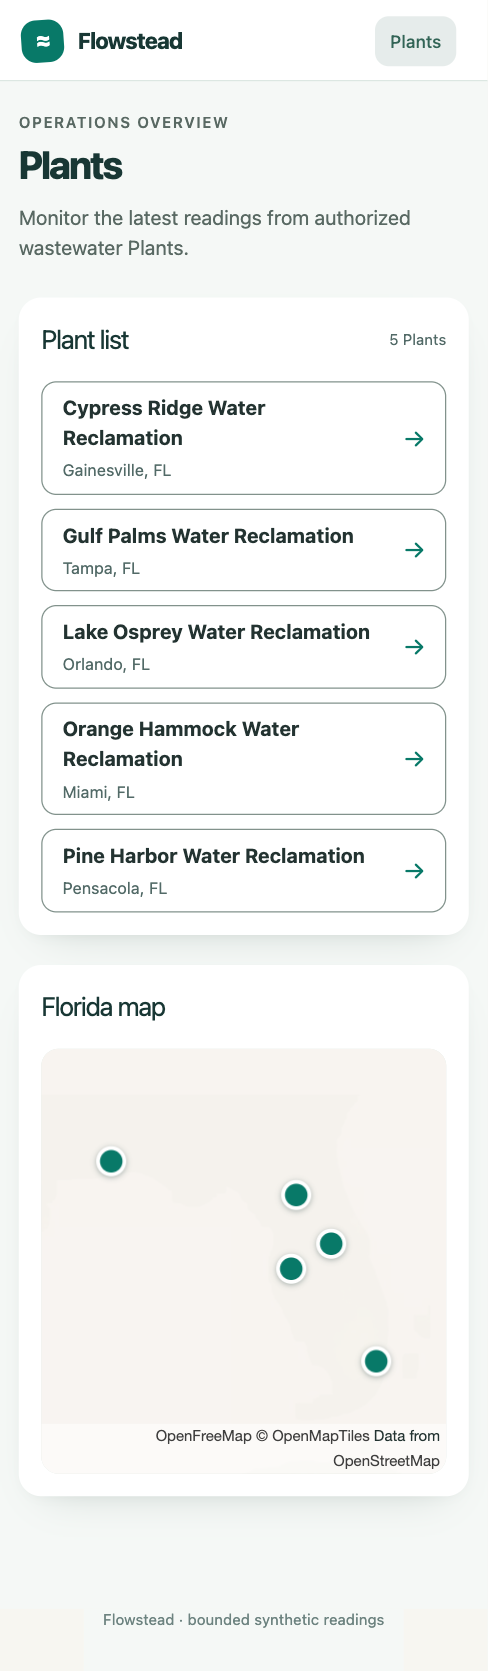 ≈ Flowstead
Plants
OPERATIONS OVERVIEW
Plants
Monitor the latest readings from authorized
wastewater Plants.
Plant list
5 Plants
Cypress Ridge Water
Reclamation
Gainesville, FL
→
Gulf Palms Water Reclamation
Tampa, FL
→
Lake Osprey Water Reclamation
Orlando, FL
→
Orange Hammock Water
Reclamation
Miami, FL
→
Pine Harbor Water Reclamation
Pensacola, FL
→
Florida map
OpenFreeMap © OpenMapTiles Data from
OpenStreetMap
Flowstead · bounded synthetic readings